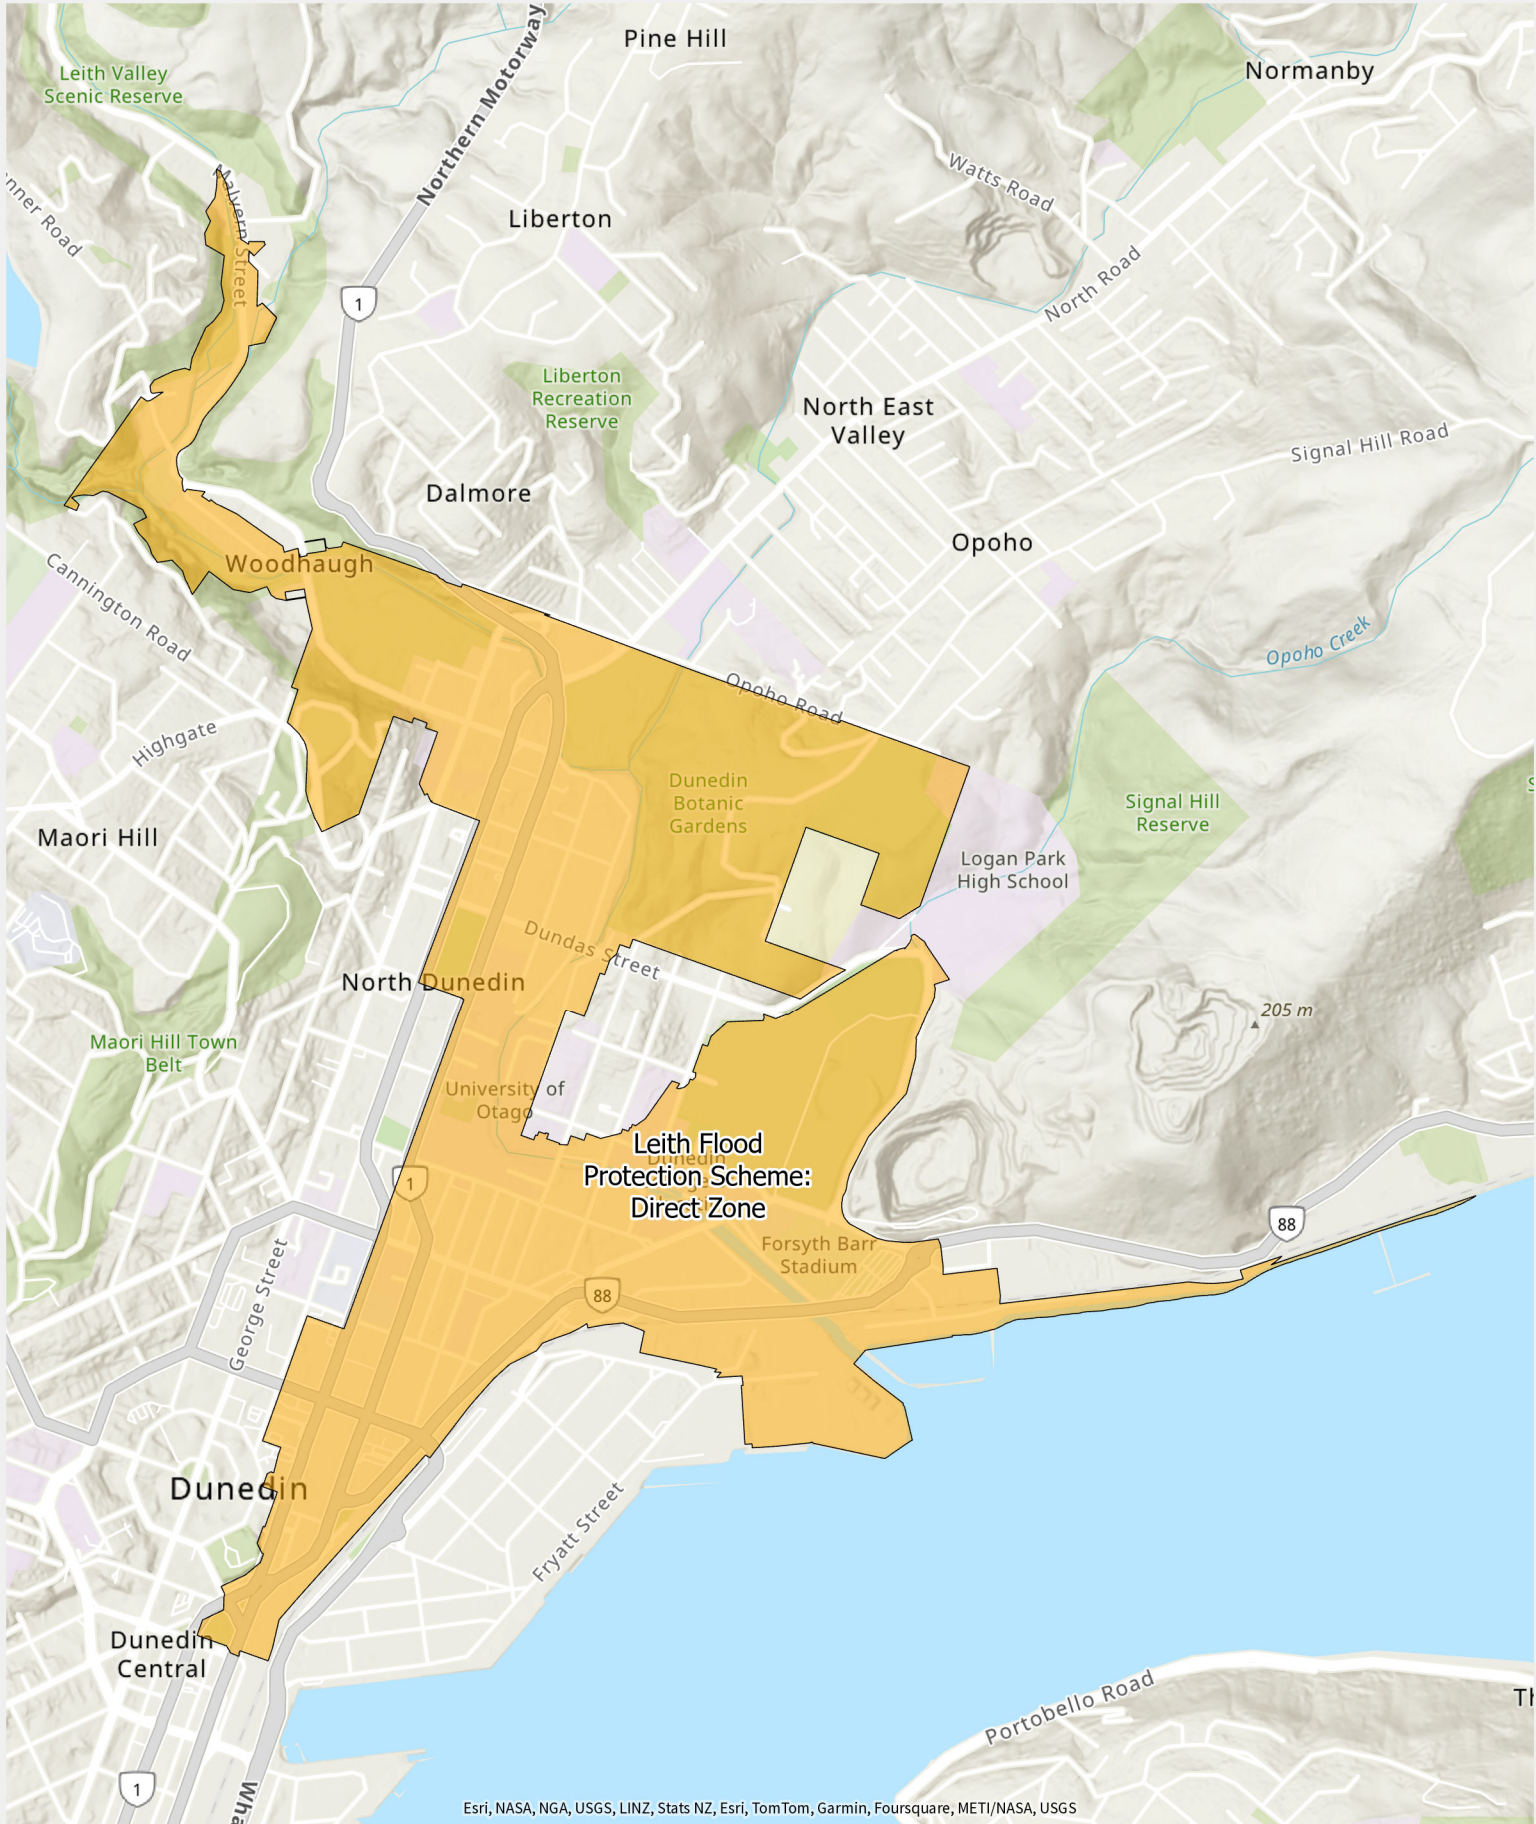 Pine Hill
Normanby
Leith Valley
Scenic Reserve
Northern Motorway
Malvern Street
Watts Road
Liberton
North Road
1
Liberton
Recreation
Reserve
North East
Valley
Signal Hill Road
Dalmore
Opoho
Woodhaugh
Cannington Road
Opoho Creek
Opoho Road
Highgate
Dunedin
Botanic
Gardens
Signal Hill
Reserve
Maori Hill
Logan Park
High School
Dundas Street
North Dunedin
205 m
Maori Hill Town
Belt
University of
Otago
Leith Flood
Protection Scheme:
Direct Zone
Dunedin
1
88
Forsyth Barr
Stadium
88
George Street
Dunedin
Fryatt Street
Dunedin
Central
Portobello Road
1
Esri, NASA, NGA, USGS, LINZ, Stats NZ, Esri, TomTom, Garmin, Foursquare, METI/NASA, USGS